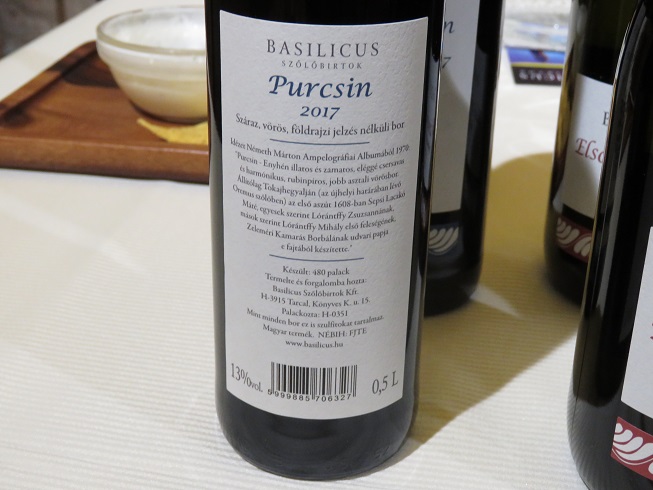 BASILICUS
SZŐLŐBIRTOK
Purcsin
2017
Száraz, vörös, földrajzi jelzés nélküli bor
Idézet Németh Márton Ampelográfiai Albumából 1970.
"Purcsin - Enyhén illatos és zamatos, eléggé csersavas
és harmonikus, rubinpiros, jobb asztali vörösbor.
Állítólag Tokajhegyalján (az újhelyi határában lévő
Oremus szőlőben) az első aszút 1608-ban Sepsi Laczkó
Máté, egyesek szerint Lórántffy Zsuzsannának,
mások szerint Lórántffy Mihály első feleségének,
Zeleméri Kamarás Borbálának udvari papja
e fajtából készítette."
Készült: 480 palack
Termelte és forgalomba hozta:
Basilicus Szőlőbirtok Kft.
H-3915 Tarcal, Könyves K. u. 15.
Palackozta: H-0351
Mint minden bor ez is szulfitokat tartalmaz.
Magyar termék. NÉBIH: FJTE
www.basilicus.hu
13%vol.
5999885706327
0,5 L